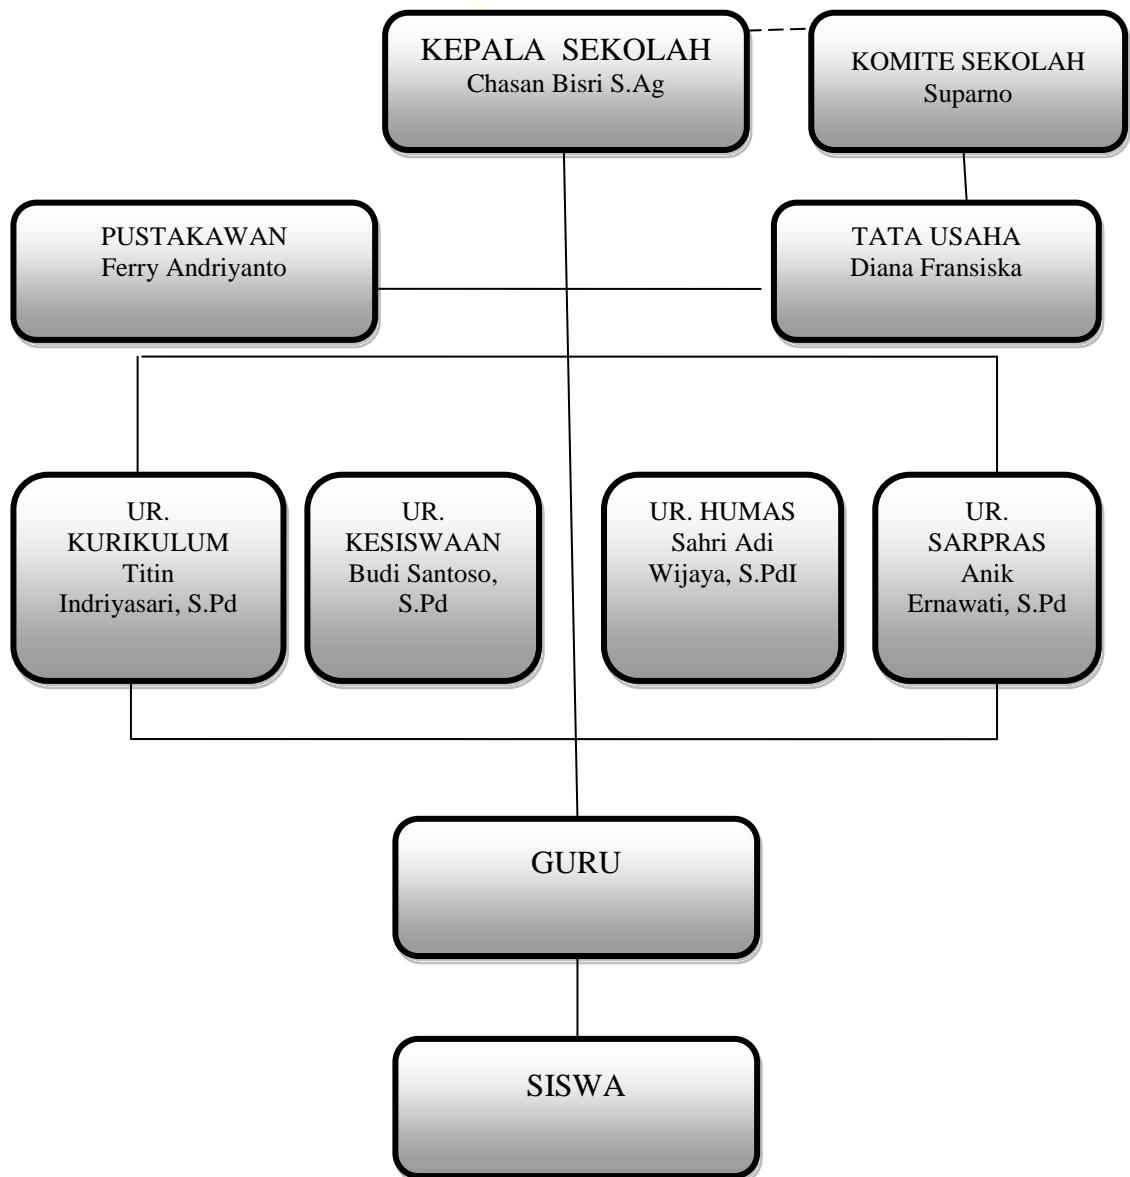 KEPALA SEKOLAH
Chasan Bisri S.Ag
KOMITE SEKOLAH
Suparno
PUSTAKAWAN
Ferry Andriyanto
TATA USAHA
Diana Fransiska
UR.
KURIKULUM
Titin
Indriyasari, S.Pd
UR.
KESISWAAN
Budi Santoso,
S.Pd
UR. HUMAS
Sahri Adi
Wijaya, S.PdI
UR.
SARPRAS
Anik
Ernawati, S.Pd
GURU
SISWA